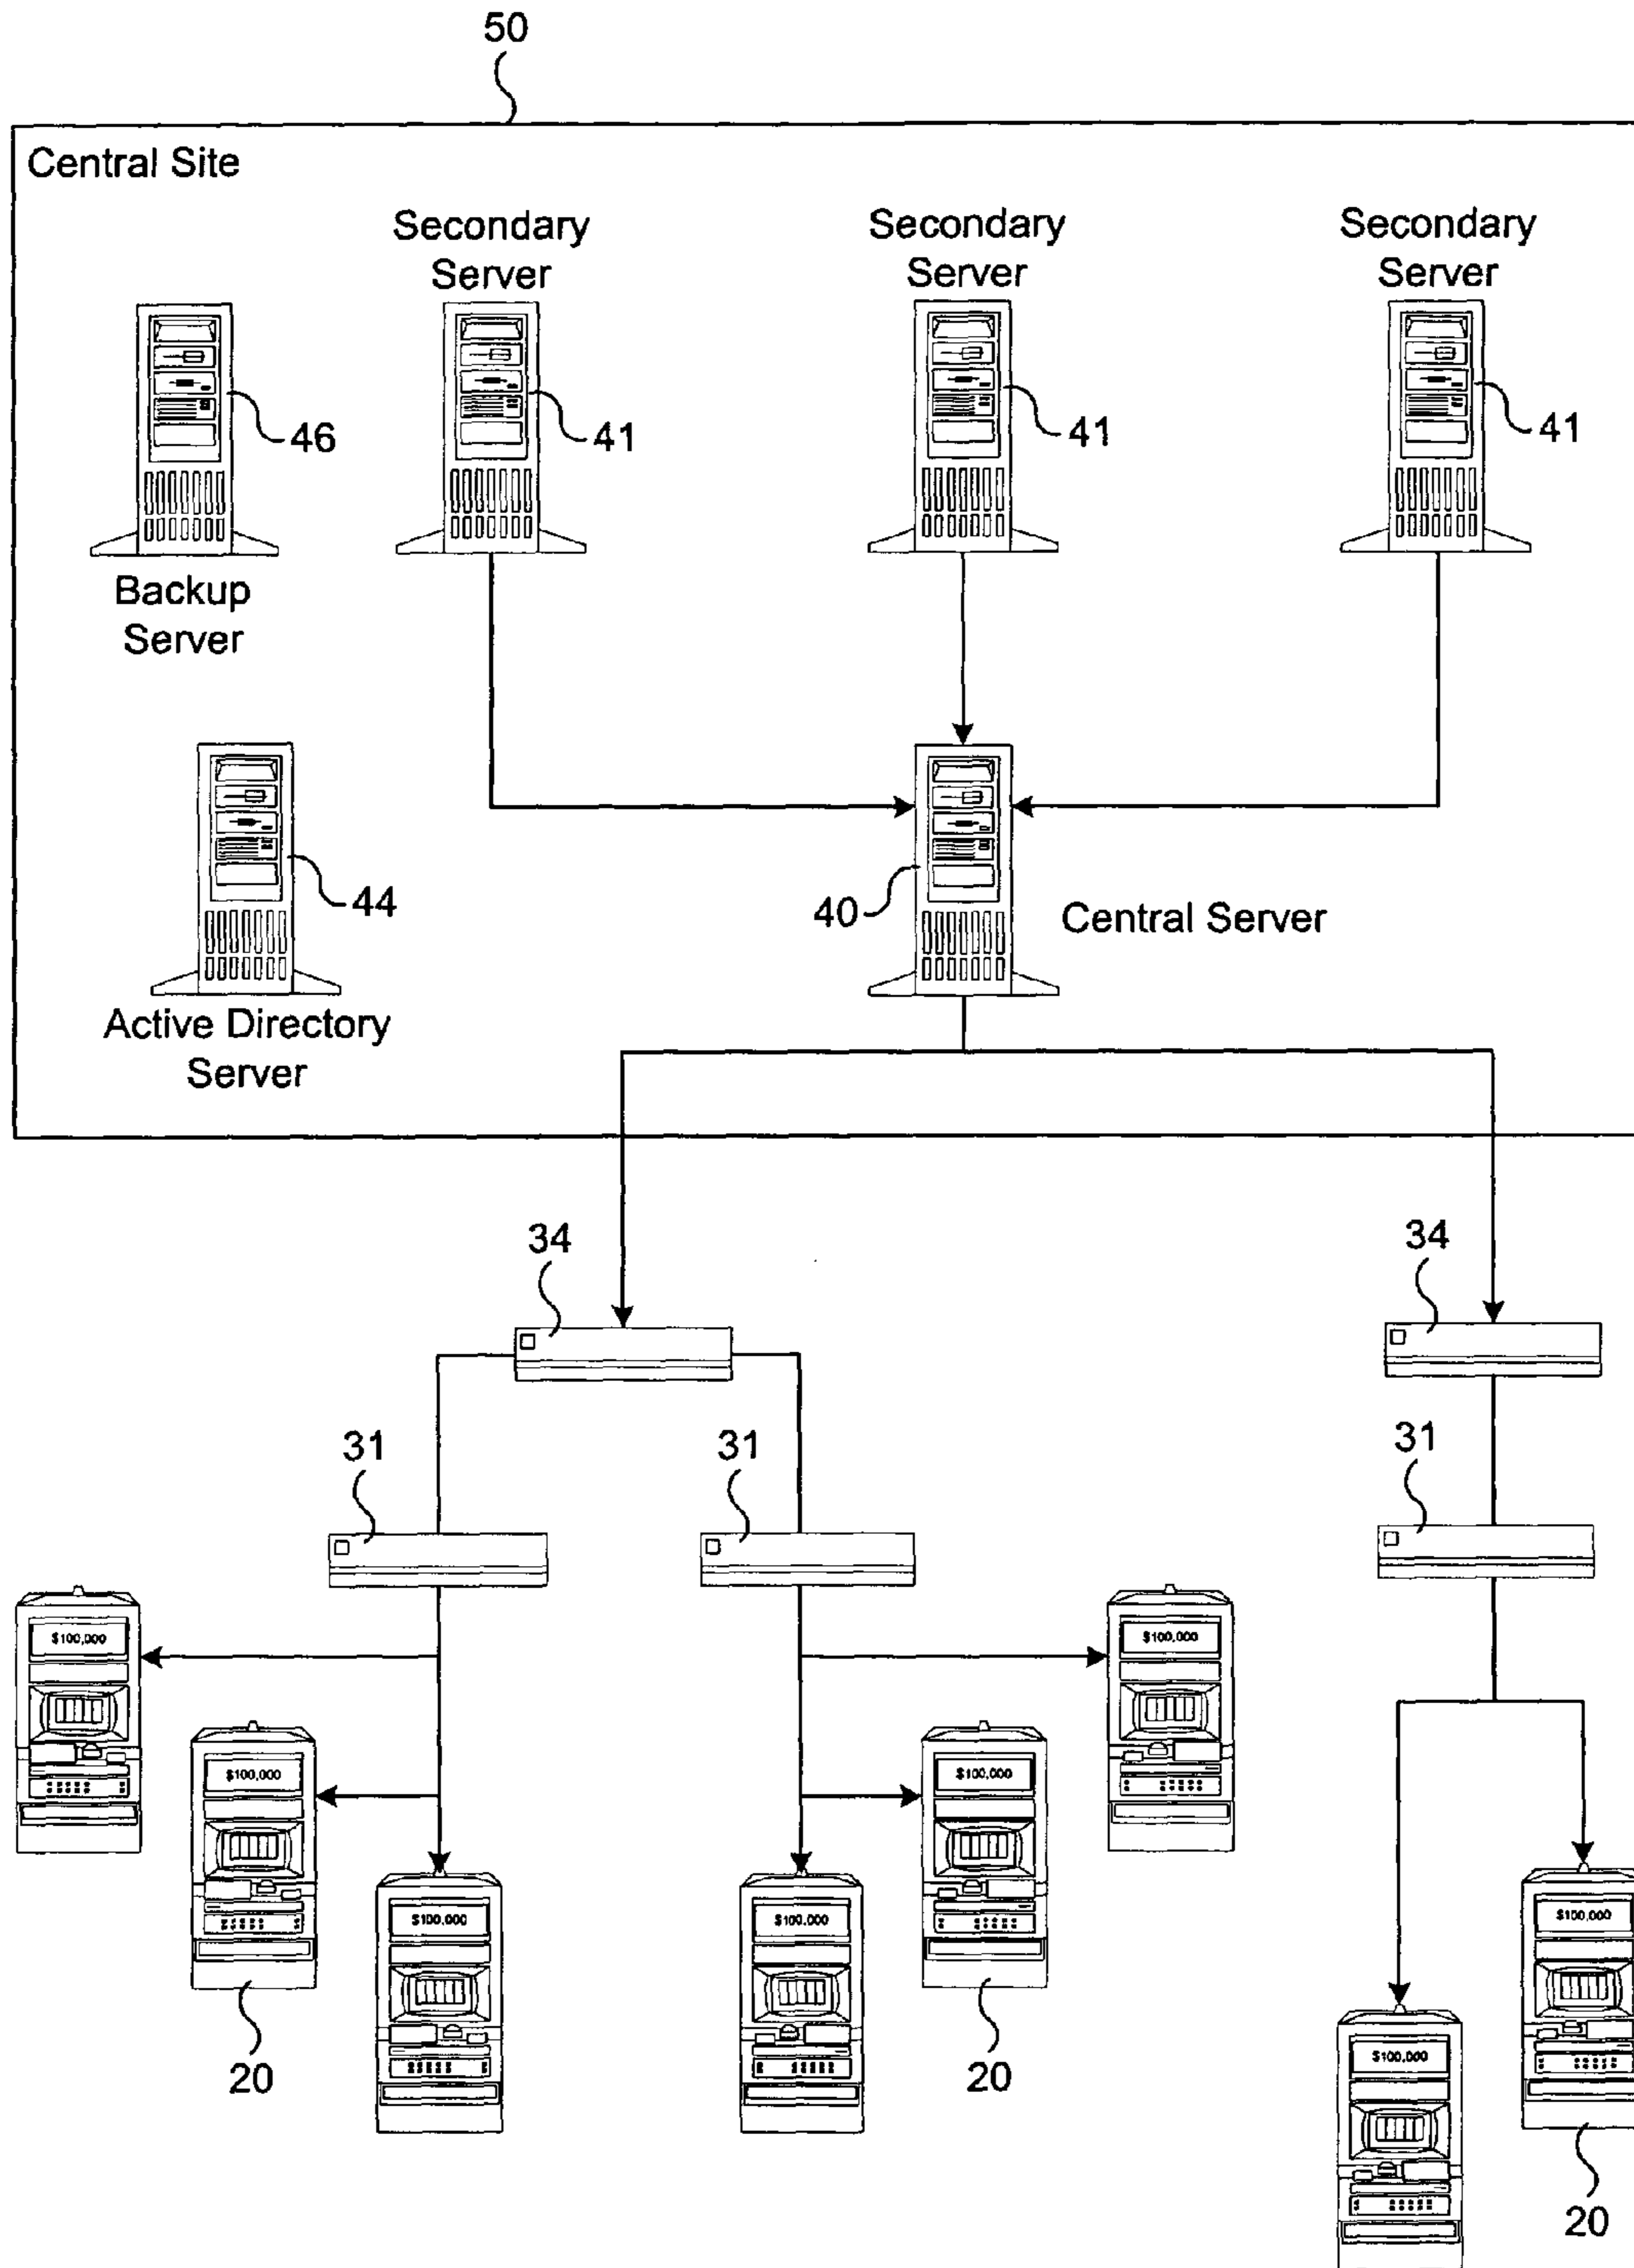 50
Central Site
Secondary
Server
Secondary
Server
Secondary
Server
46
41
41
41
Backup
Server
44
40
Central Server
Active Directory
Server
34
34
31
31
31
$100,000
$100,000
$100,000
$100,000
$100,000
$100,000
$100,000
$100,000
20
20
20